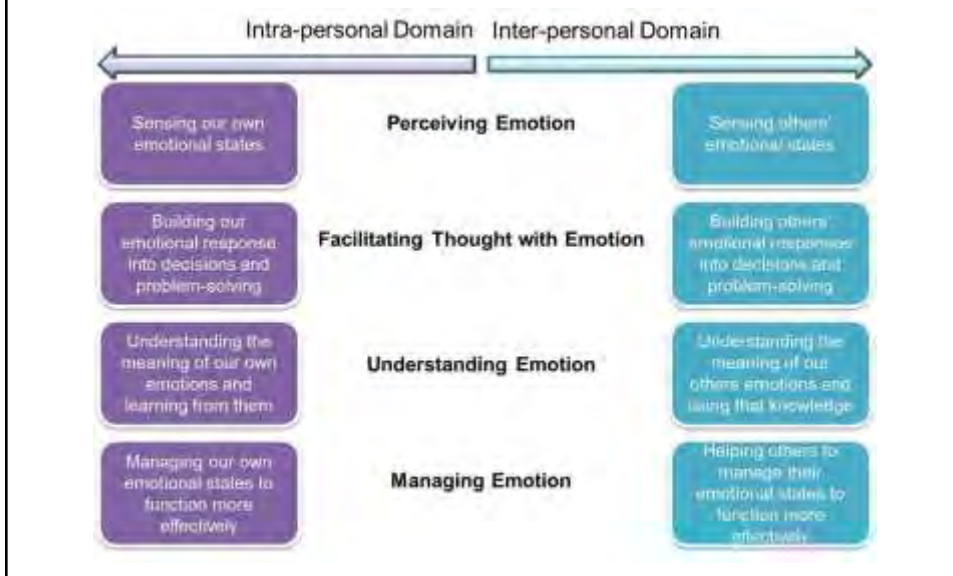 Intra-personal Domain Inter-personal Domain
Sensing our own
emotional states
Perceiving Emotion
Sensing others'
emotional states
Building our
emotional response
into decisions and
problem-solving
Facilitating Thought with Emotion
Building others'
emotional responses
into decisions and
problem-solving
Understanding the
meaning of our own
emotions and
learning from them
Understanding Emotion
Understanding the
meaning of our
others emotions and
using that knowledge
Managing our own
emotional states to
function more
effectively
Managing Emotion
Helping others to
manage their
emotional states to
function more
effectively